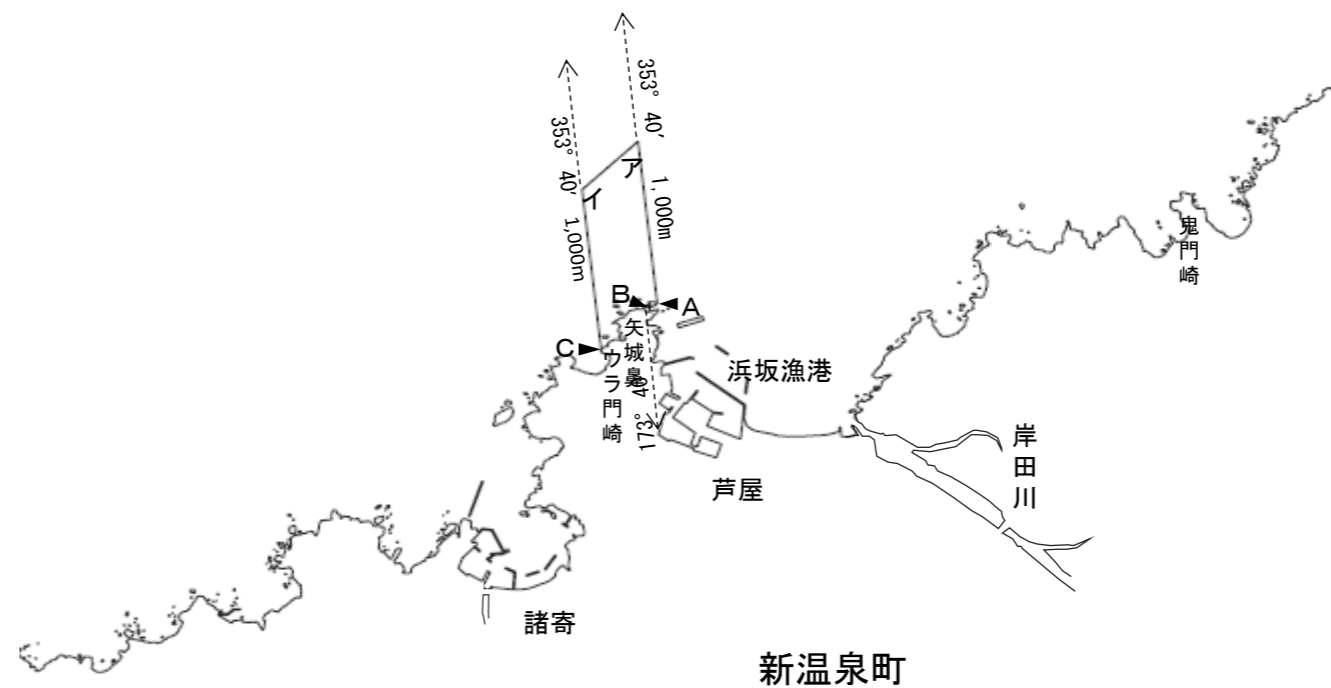 353° 40′
353° 40′
ア
イ
1,000m
1,000m
B
A
C
矢城鼻
ウラ門崎
173° 40′
浜坂漁港
鬼門崎
岸田川
芦屋
諸寄
新温泉町